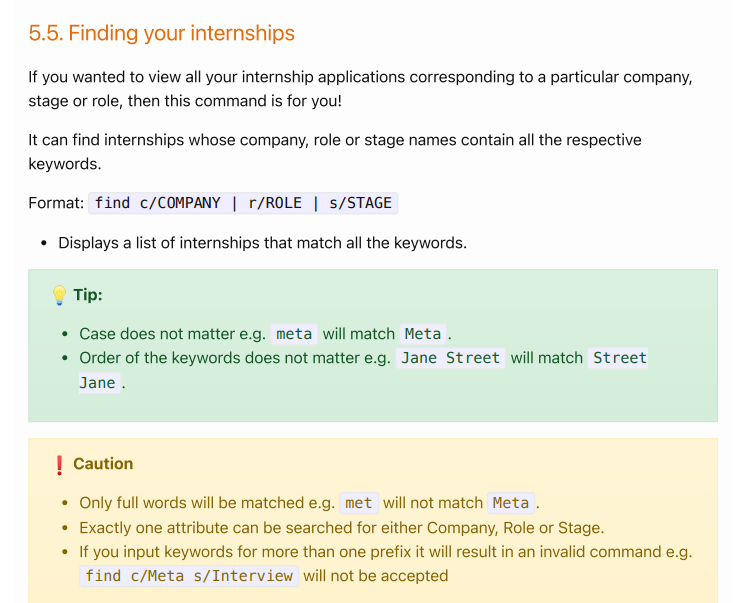 5.5. Finding your internships
If you wanted to view all your internship applications corresponding to a particular company,
stage or role, then this command is for you!
It can find internships whose company, role or stage names contain all the respective
keywords.
Format: find c/COMPANY | r/ROLE | s/STAGE
• Displays a list of internships that match all the keywords.
💡 Tip:
• Case does not matter e.g. meta will match Meta .
• Order of the keywords does not matter e.g. Jane Street will match Street
Jane .
❗ Caution
• Only full words will be matched e.g. met will not match Meta .
• Exactly one attribute can be searched for either Company, Role or Stage.
• If you input keywords for more than one prefix it will result in an invalid command e.g.
find c/Meta s/Interview will not be accepted